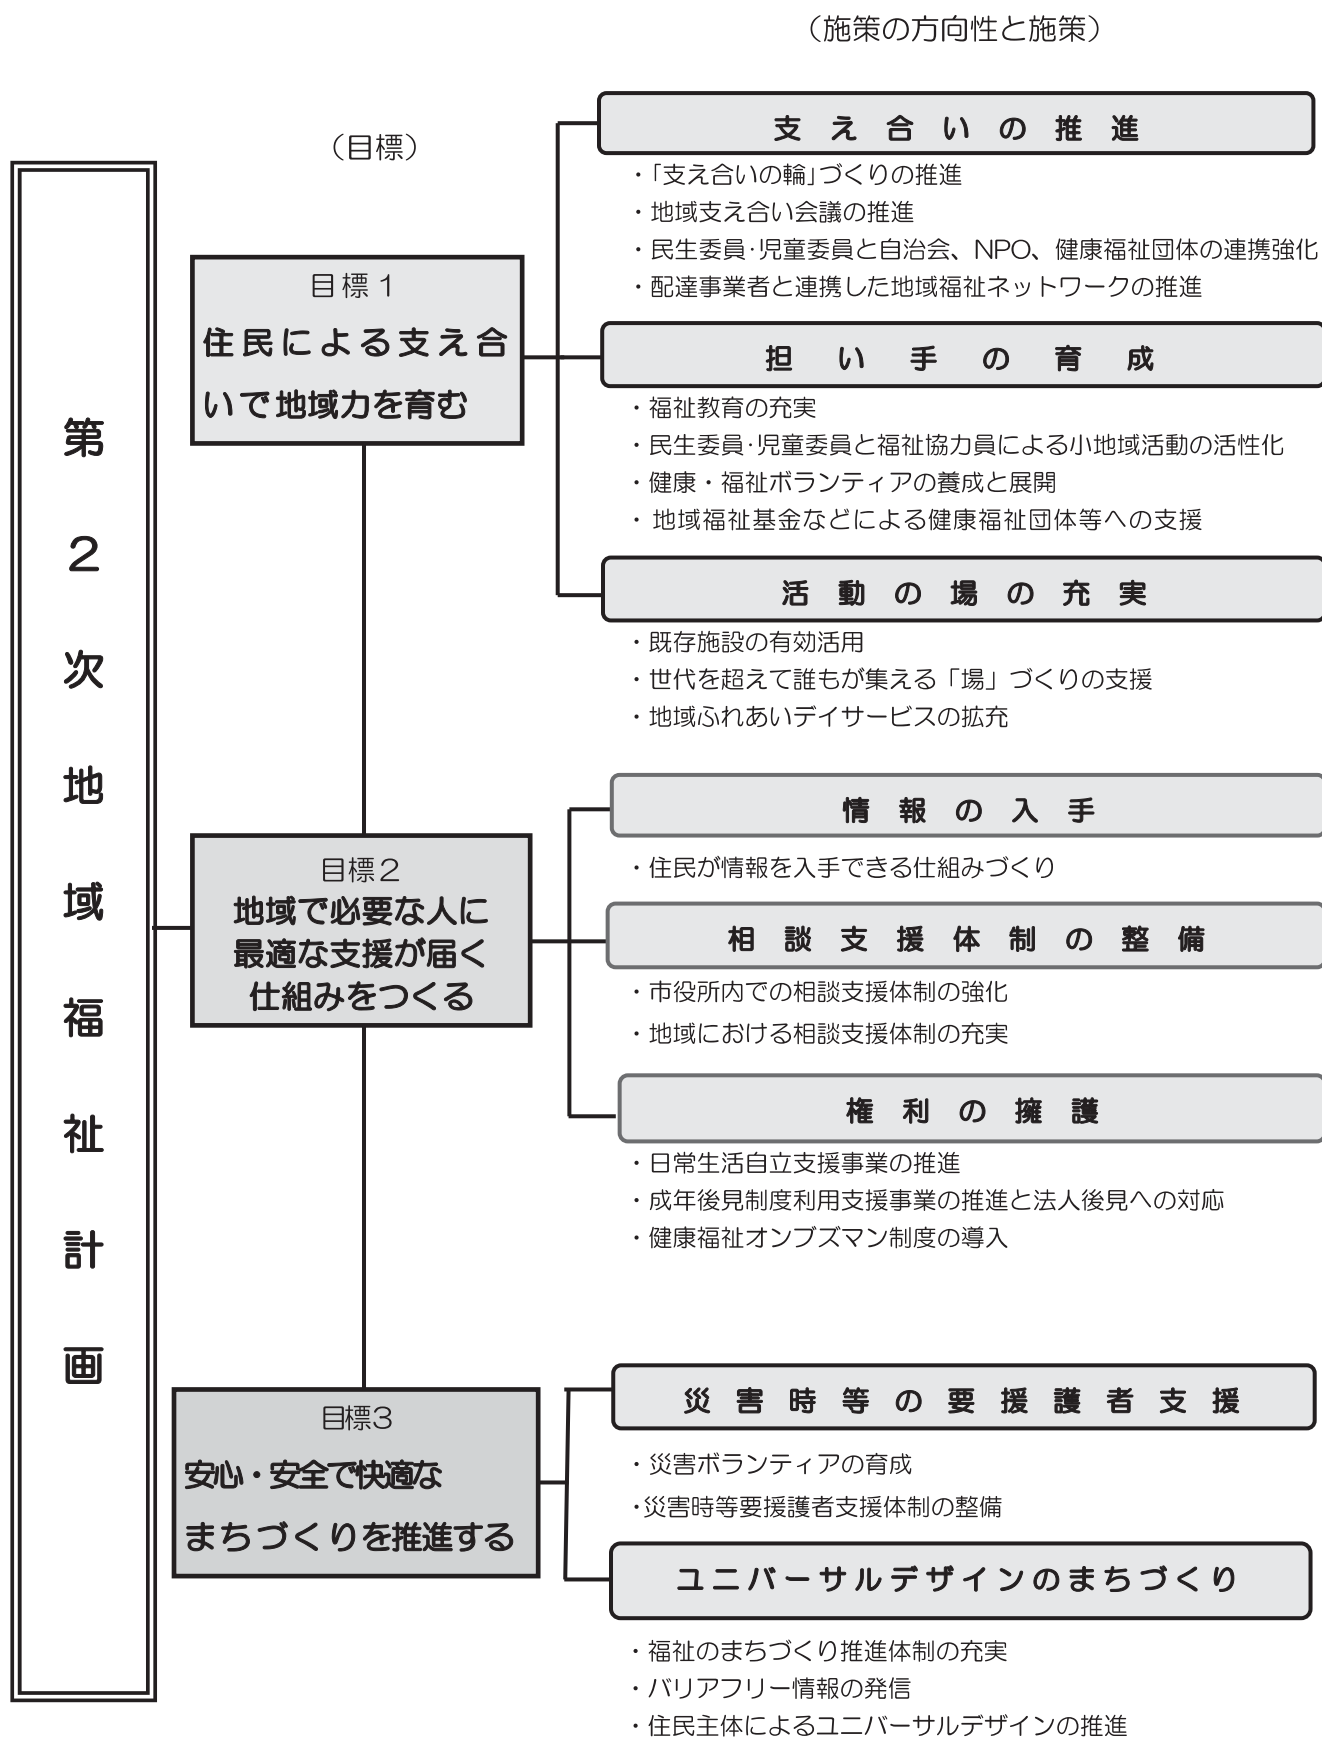 （施策の方向性と施策）
（目標）
第２次地域福祉計画
目標１
住民による支え合
いで地域力を育む
支え合いの推進
・「支え合いの輪」づくりの推進
・地域支え合い会議の推進
・民生委員･児童委員と自治会、NPO、健康福祉団体の連携強化
・配達事業者と連携した地域福祉ネットワークの推進
担い手の育成
・福祉教育の充実
・民生委員･児童委員と福祉協力員による小地域活動の活性化
・健康・福祉ボランティアの養成と展開
・地域福祉基金などによる健康福祉団体等への支援
活動の場の充実
・既存施設の有効活用
・世代を超えて誰もが集える「場」づくりの支援
・地域ふれあいデイサービスの拡充
目標２
地域で必要な人に
最適な支援が届く
仕組みをつくる
情報の入手
・住民が情報を入手できる仕組みづくり
相談支援体制の整備
・市役所内での相談支援体制の強化
・地域における相談支援体制の充実
権利の擁護
・日常生活自立支援事業の推進
・成年後見制度利用支援事業の推進と法人後見への対応
・健康福祉オンブズマン制度の導入
目標３
安心・安全で快適な
まちづくりを推進する
災害時等の要援護者支援
・災害ボランティアの育成
･災害時等要援護者支援体制の整備
ユニバーサルデザインのまちづくり
・福祉のまちづくり推進体制の充実
・バリアフリー情報の発信
・住民主体によるユニバーサルデザインの推進